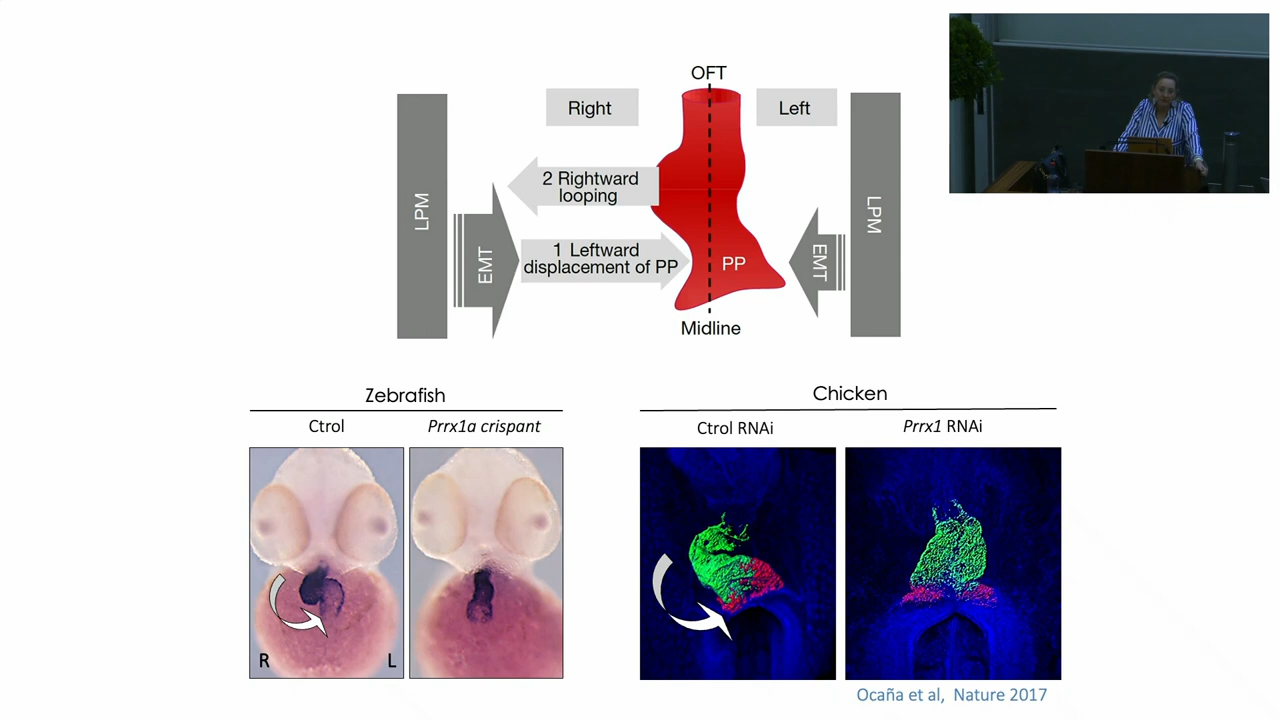 OFT
Right
Left
LPM
2 Rightward
looping
EMT
1 Leftward
displacement of PP
PP
EMT
LPM
Midline
Zebrafish
Ctrol
Prrx1a crispant
R
L
Chicken
Ctrol RNAi
Prrx1 RNAi
Ocaña et al, Nature 2017